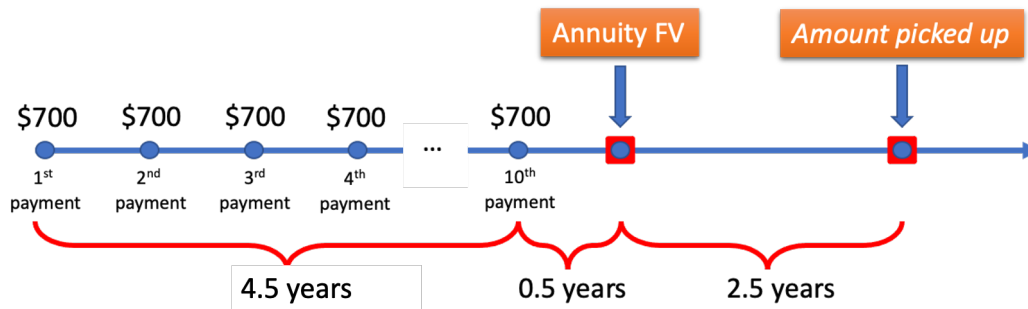 Annuity FV
Amount picked up
$700 $700 $700 $700 ... $700
1st 2nd 3rd 4th 10th
payment payment payment payment payment
4.5 years 0.5 years 2.5 years